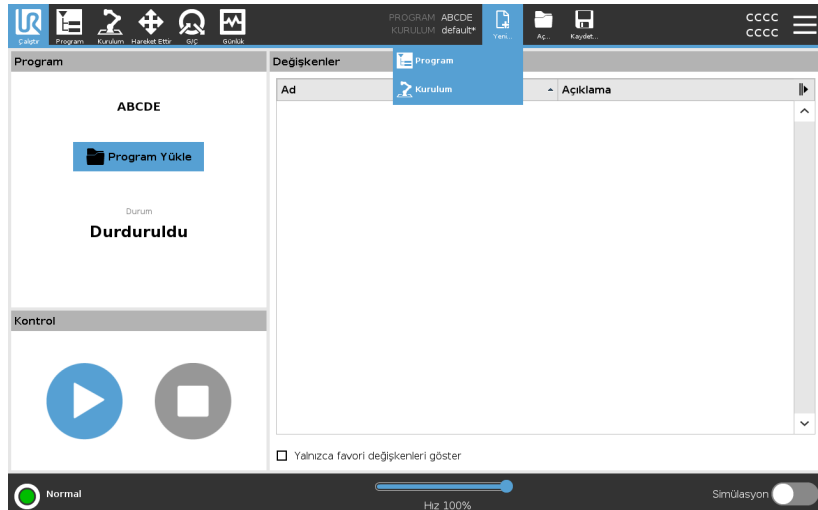 UR
Çalıştır Program Kurulum Hareket Ettir G/Ç Günlük
PROGRAM ABCDE
KURULUM default*
Yeni... Aç... Kaydet...
CCCC
CCCC
Program
Değişkenler
Program
Kurulum
Ad Açıklama
ABCDE
Program Yükle
Durum
Durduruldu
Kontrol
Yalnızca favori değişkenleri göster
Normal
Hız 100%
Simülasyon